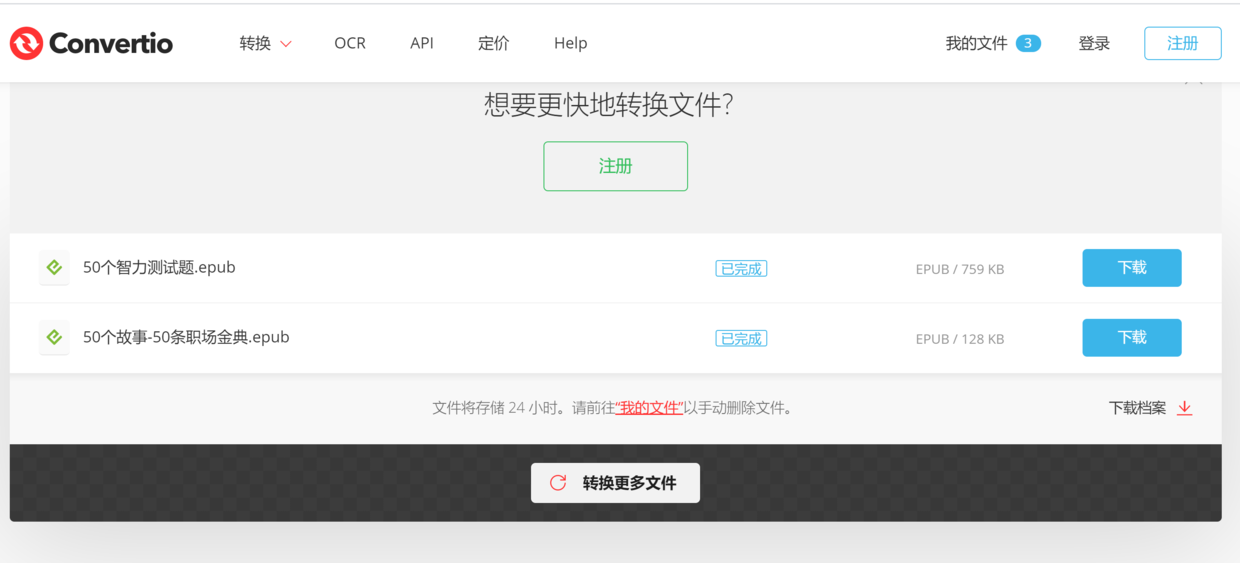 Convertio 转换 OCR API 定价 Help 我的文件 3 登录 注册
想要更快地转换文件?
注册
50个智力测试题.epub 已完成 EPUB / 759 KB 下载
50个故事-50条职场金典.epub 已完成 EPUB / 128 KB 下载
文件将存储 24 小时。请前往“我的文件”以手动删除文件。 下载档案
转换更多文件